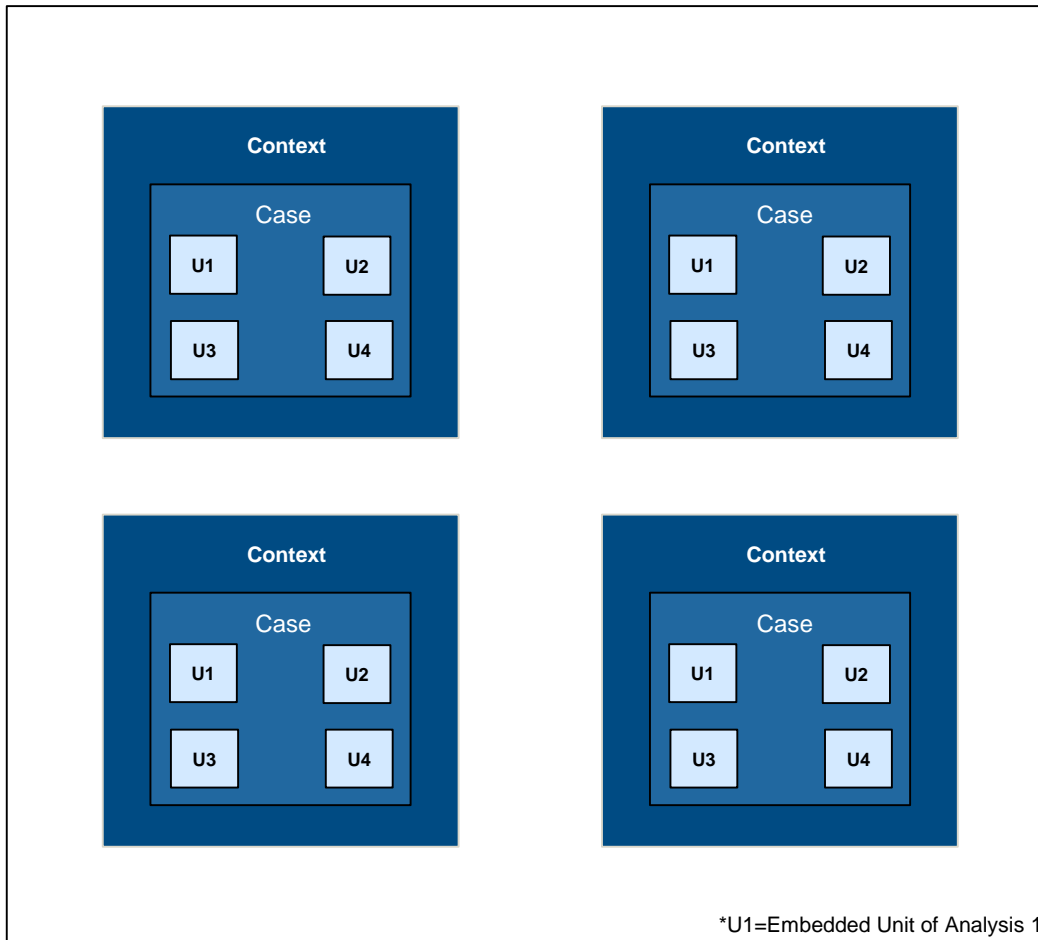 Context
Case
U1 U2
U3 U4
Context
Case
U1 U2
U3 U4
Context
Case
U1 U2
U3 U4
Context
Case
U1 U2
U3 U4
*U1=Embedded Unit of Analysis 1